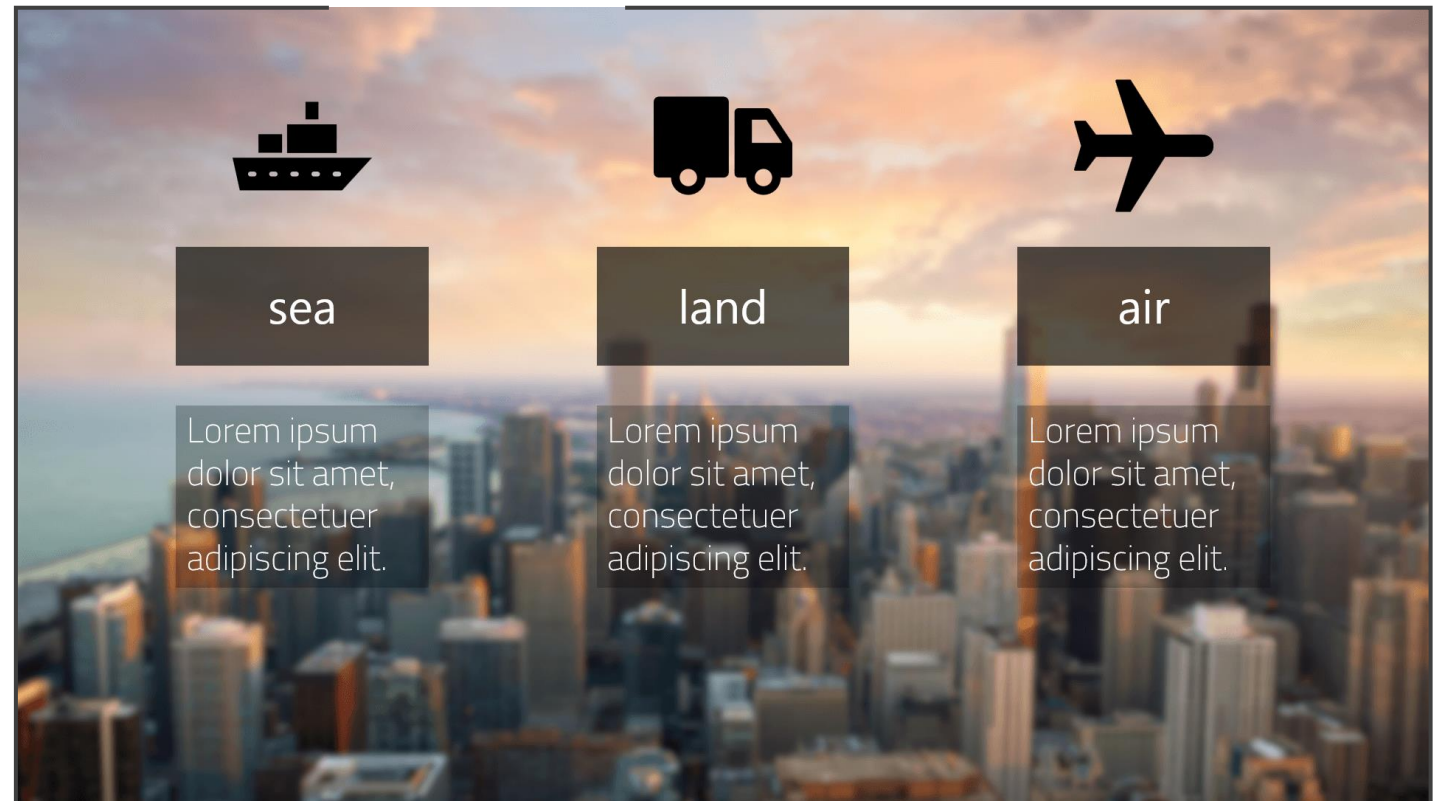 sea
land
air
Lorem ipsum
dolor sit amet,
consectetuer
adipiscing elit.
Lorem ipsum
dolor sit amet,
consectetuer
adipiscing elit.
Lorem ipsum
dolor sit amet,
consectetuer
adipiscing elit.